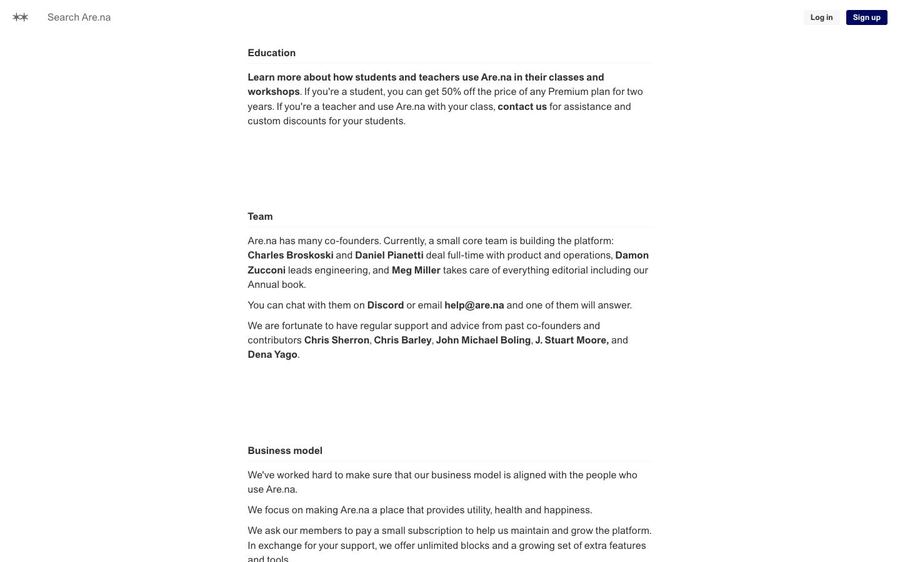 Search Are.na
Log in
Sign up
Education
Learn more about how students and teachers use Are.na in their classes and
workshops. If you're a student, you can get 50% off the price of any Premium plan for two
years. If you're a teacher and use Are.na with your class, contact us for assistance and
custom discounts for your students.
Team
Are.na has many co-founders. Currently, a small core team is building the platform:
Charles Broskoski and Daniel Pianetti deal full-time with product and operations, Damon
Zucconi leads engineering, and Meg Miller takes care of everything editorial including our
Annual book.
You can chat with them on Discord or email help@are.na and one of them will answer.
We are fortunate to have regular support and advice from past co-founders and
contributors Chris Sherron, Chris Barley, John Michael Boling, J. Stuart Moore, and
Dena Yago.
Business model
We've worked hard to make sure that our business model is aligned with the people who
use Are.na.
We focus on making Are.na a place that provides utility, health and happiness.
We ask our members to pay a small subscription to help us maintain and grow the platform.
In exchange for your support, we offer unlimited blocks and a growing set of extra features
and tools.